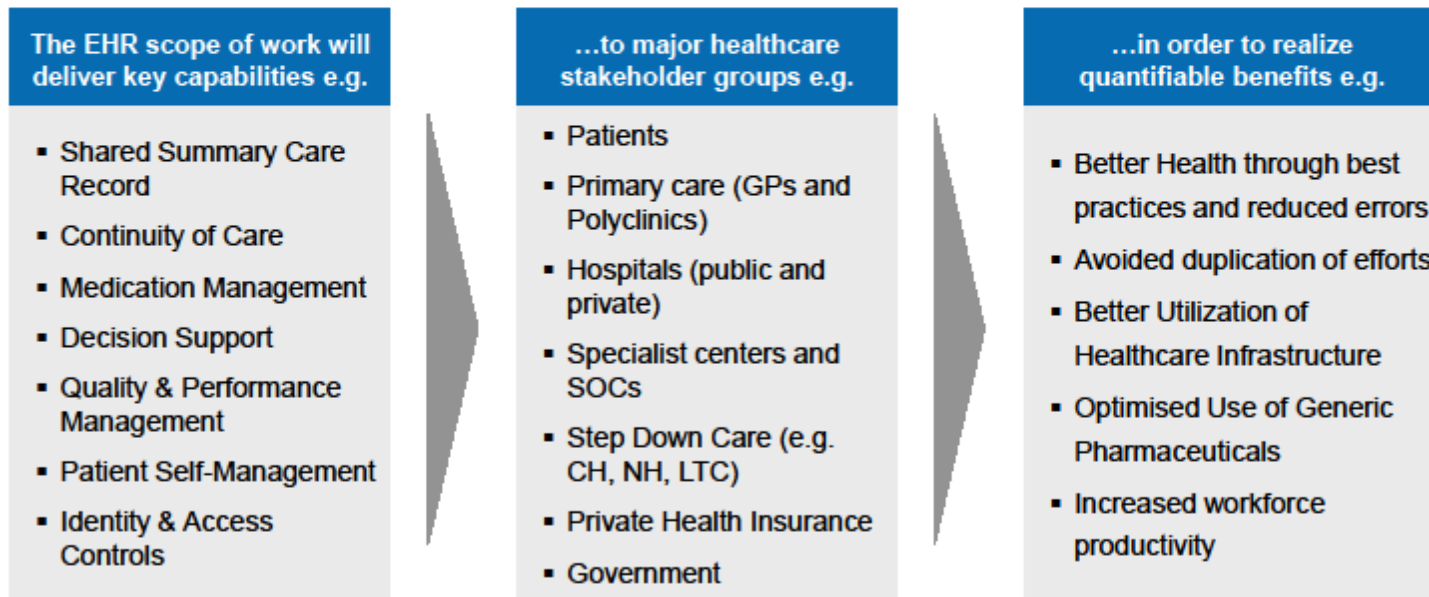 The EHR scope of work will
deliver key capabilities e.g.
▪ Shared Summary Care
Record
▪ Continuity of Care
▪ Medication Management
▪ Decision Support
▪ Quality & Performance
Management
▪ Patient Self-Management
▪ Identity & Access
Controls
...to major healthcare
stakeholder groups e.g.
▪ Patients
▪ Primary care (GPs and
Polyclinics)
▪ Hospitals (public and
private)
▪ Specialist centers and
SOCs
▪ Step Down Care (e.g.
CH, NH, LTC)
▪ Private Health Insurance
▪ Government
...in order to realize
quantifiable benefits e.g.
▪ Better Health through best
practices and reduced errors
▪ Avoided duplication of efforts
▪ Better Utilization of
Healthcare Infrastructure
▪ Optimised Use of Generic
Pharmaceuticals
▪ Increased workforce
productivity